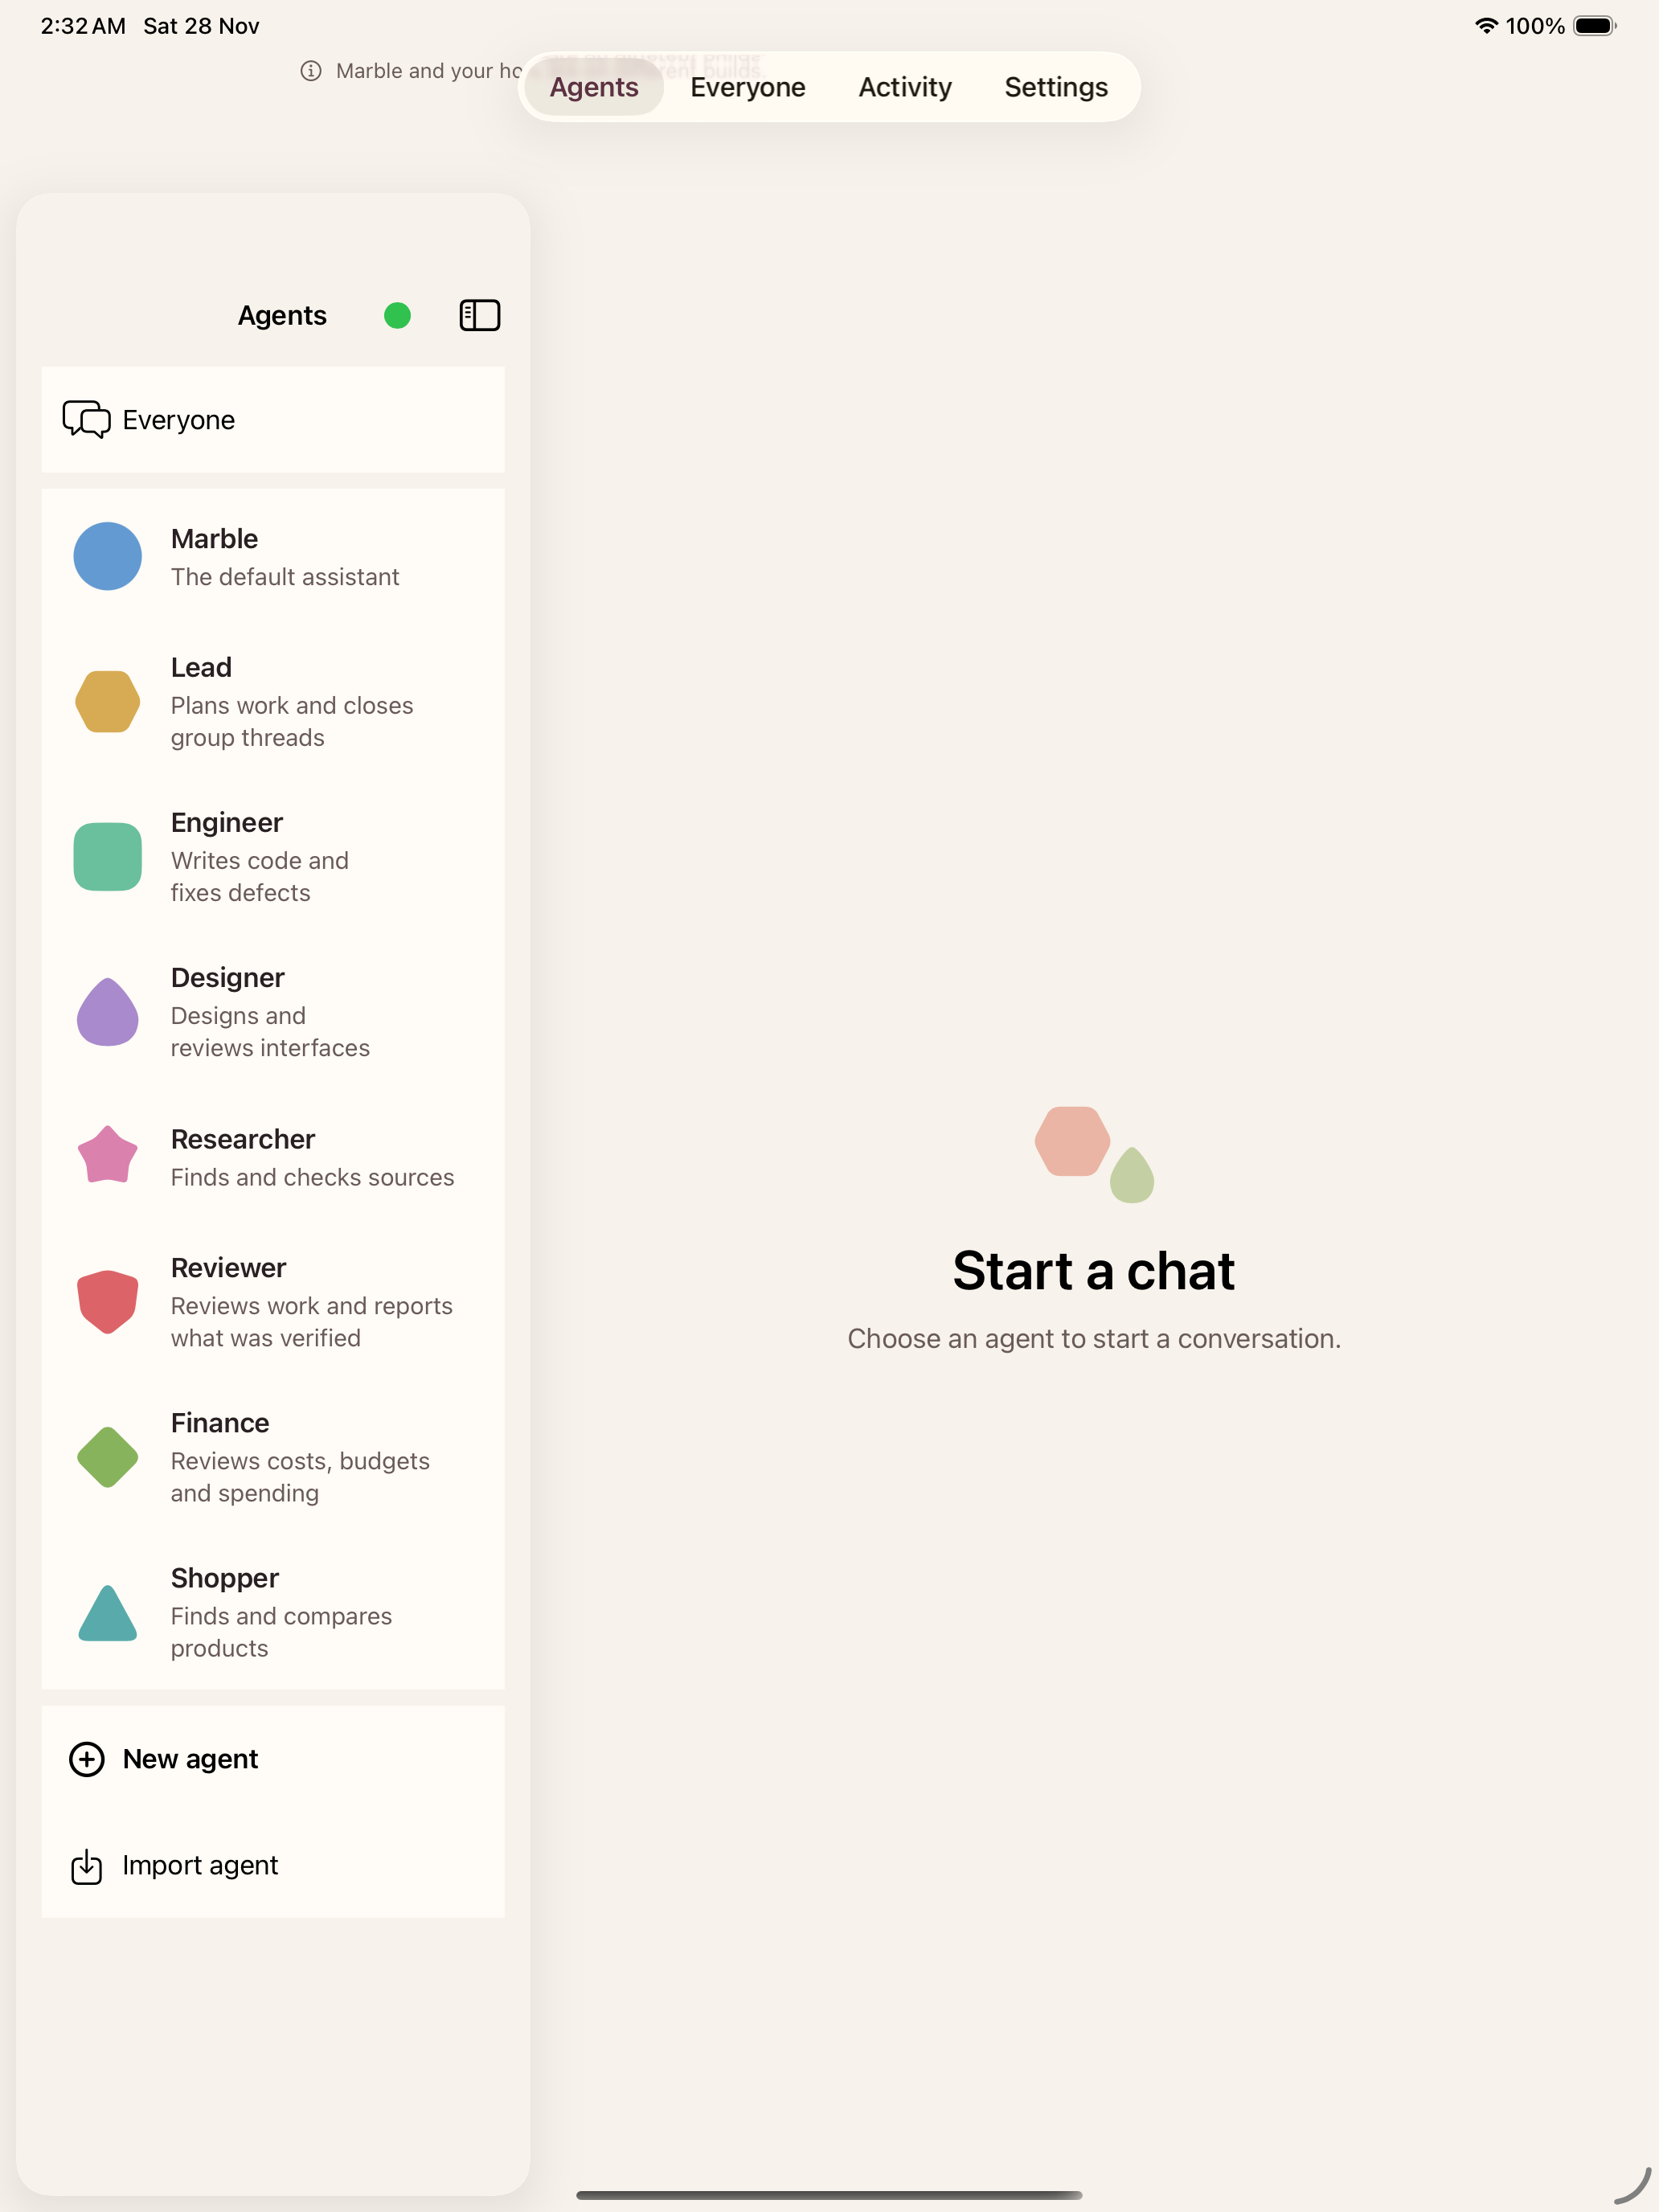 2:32 AM Sat 28 Nov
100%
Marble and your ho
Agents
Everyone
Activity
Settings
Agents
Everyone
Marble
The default assistant
Lead
Plans work and closes
group threads
Engineer
Writes code and
fixes defects
Designer
Designs and
reviews interfaces
Researcher
Finds and checks sources
Reviewer
Reviews work and reports
what was verified
Finance
Reviews costs, budgets
and spending
Shopper
Finds and compares
products
New agent
Import agent
Start a chat
Choose an agent to start a conversation.